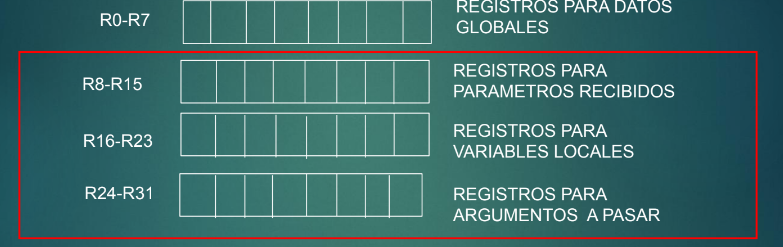 R0-R7
REGISTROS PARA DATOS
GLOBALES
R8-R15
REGISTROS PARA
PARAMETROS RECIBIDOS
R16-R23
REGISTROS PARA
VARIABLES LOCALES
R24-R31
REGISTROS PARA
ARGUMENTOS A PASAR